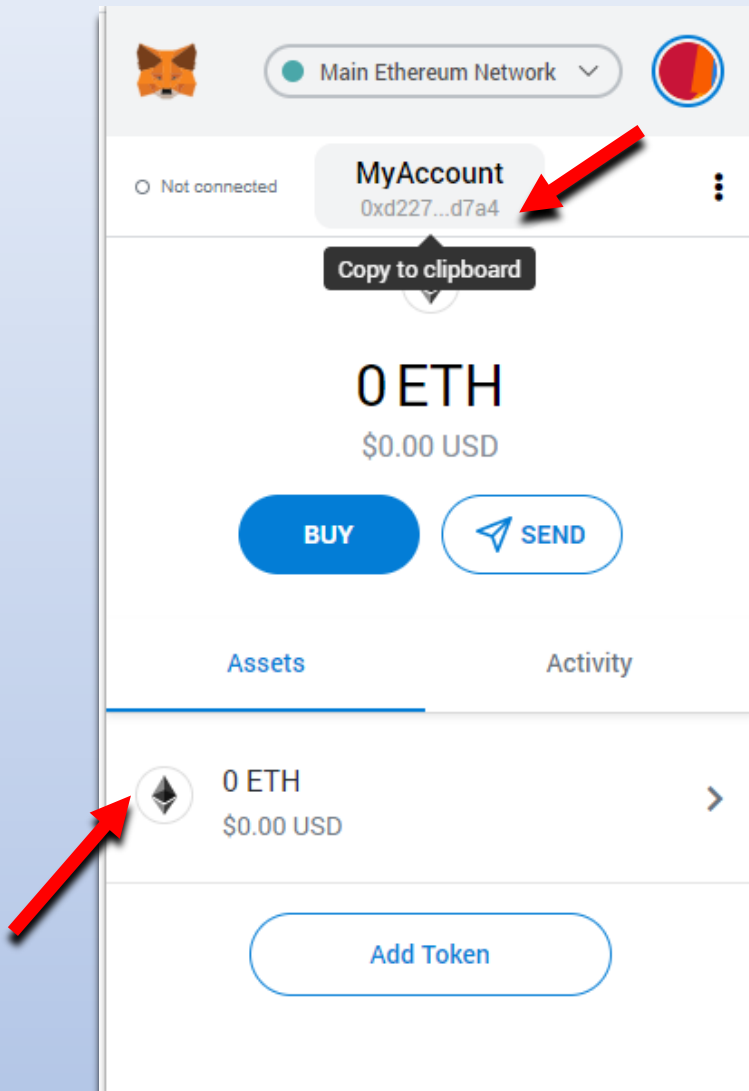 Main Ethereum Network
Not connected
MyAccount
0xd227...d7a4
Copy to clipboard
0 ETH
$0.00 USD
BUY
SEND
Assets
Activity
0 ETH
$0.00 USD
Add Token